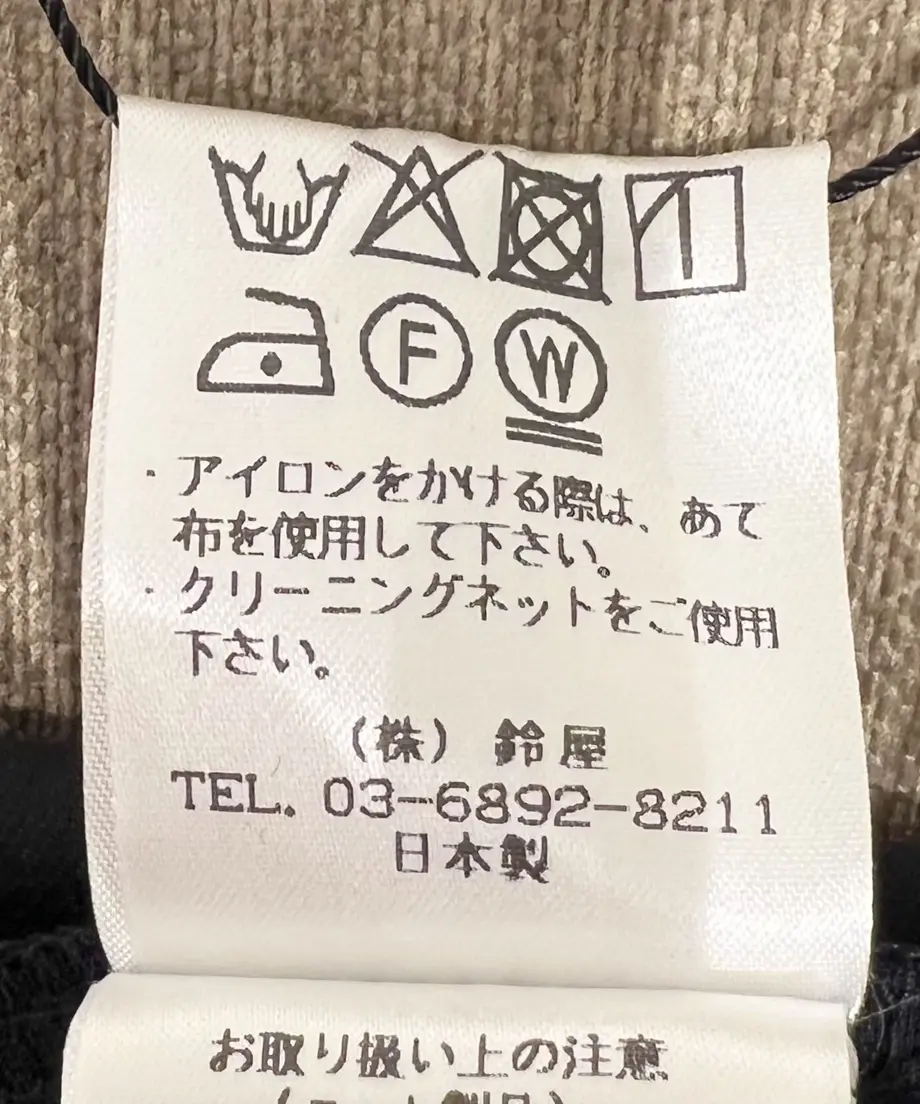 F
W
・アイロンをかける際は、あて
布を使用して下さい。
・クリーニングネットをご使用
下さい。
(株) 鈴屋
TEL. 03-6892-8211
日本製
お取り扱い上の注意